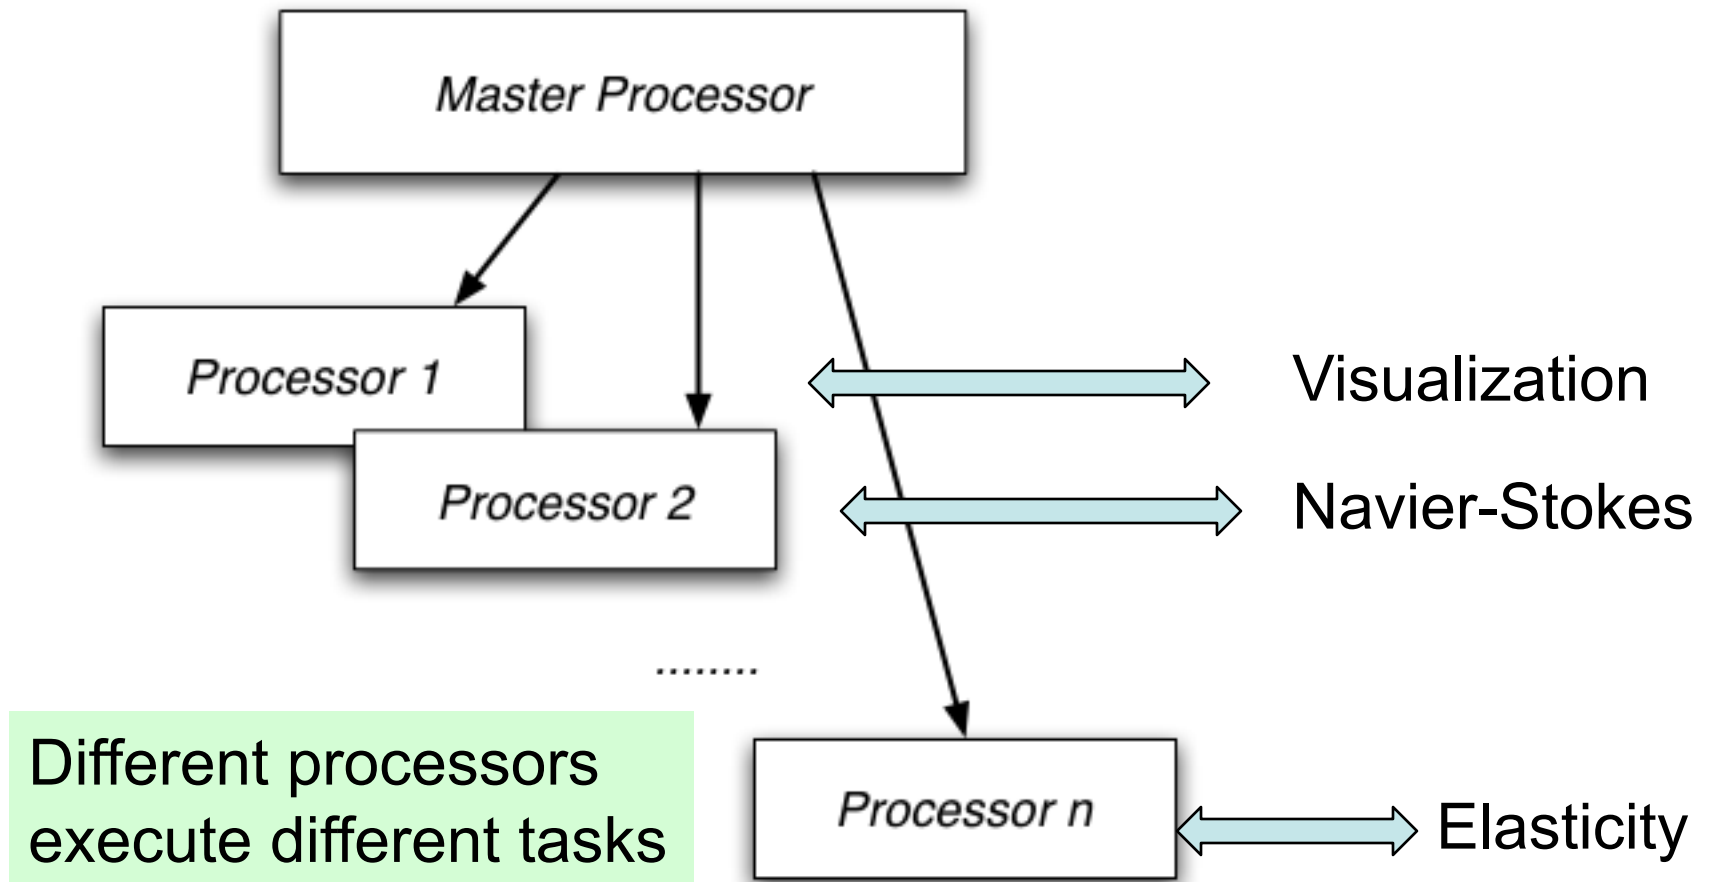 Master Processor
Processor 1
Visualization
Processor 2
Navier-Stokes
........
Different processors
execute different tasks
Processor n
Elasticity